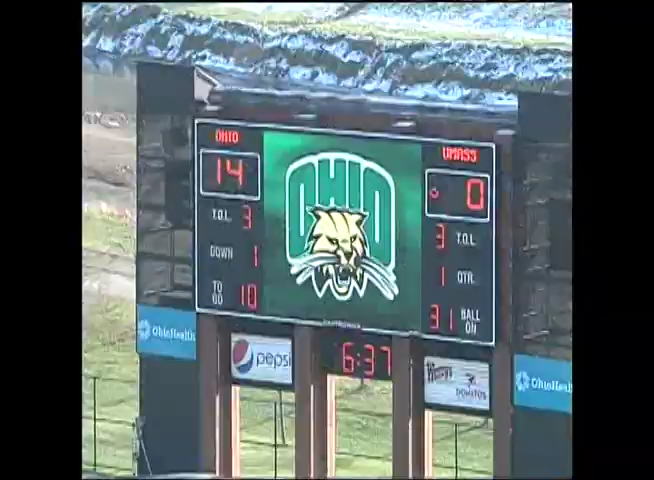 OHIO
UMASS
14
OHIO
0
T.O.L. 3
3 T.O.L.
DOWN 1
1 QTR.
TO GO 10
31 BALL ON
OhioHealth
pepsi
6:37
Wendy's
DORITOS
OhioHealth